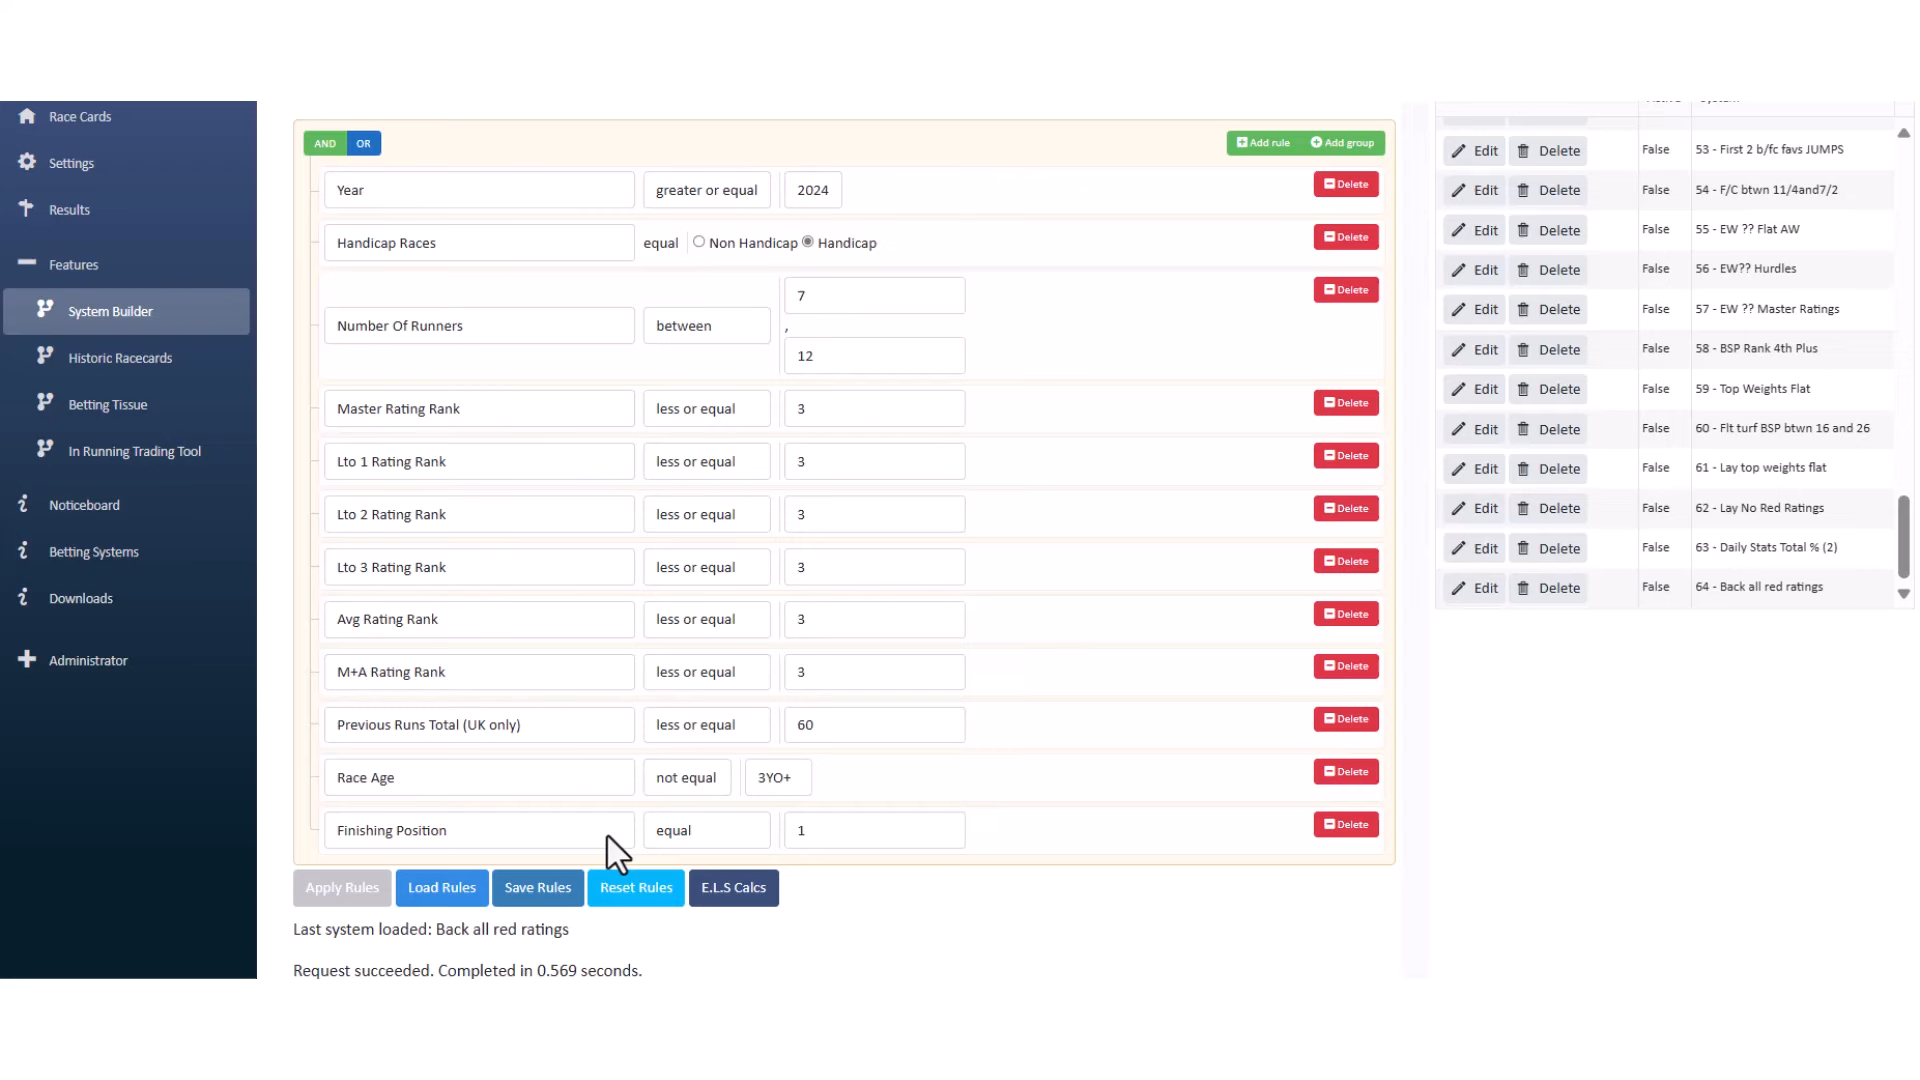 Race Cards
Settings
Results
Features
System Builder
Historic Racecards
Betting Tissue
In Running Trading Tool
Noticeboard
Betting Systems
Downloads
Administrator
AND OR Add rule Add group
Year greater or equal 2024 Delete
Handicap Races equal Non Handicap Handicap Delete
Number Of Runners between 7 , 12 Delete
Master Rating Rank less or equal 3 Delete
Lto 1 Rating Rank less or equal 3 Delete
Lto 2 Rating Rank less or equal 3 Delete
Lto 3 Rating Rank less or equal 3 Delete
Avg Rating Rank less or equal 3 Delete
M+A Rating Rank less or equal 3 Delete
Previous Runs Total (UK only) less or equal 60 Delete
Race Age not equal 3YO+ Delete
Finishing Position equal 1 Delete
Apply Rules Load Rules Save Rules Reset Rules E.L.S Calcs
Last system loaded: Back all red ratings
Request succeeded. Completed in 0.569 seconds.
Edit Delete False 53 - First 2 b/fc favs JUMPS
Edit Delete False 54 - F/C btwn 11/4and7/2
Edit Delete False 55 - EW ?? Flat AW
Edit Delete False 56 - EW?? Hurdles
Edit Delete False 57 - EW ?? Master Ratings
Edit Delete False 58 - BSP Rank 4th Plus
Edit Delete False 59 - Top Weights Flat
Edit Delete False 60 - Flt turf BSP btwn 16 and 26
Edit Delete False 61 - Lay top weights flat
Edit Delete False 62 - Lay No Red Ratings
Edit Delete False 63 - Daily Stats Total % (2)
Edit Delete False 64 - Back all red ratings